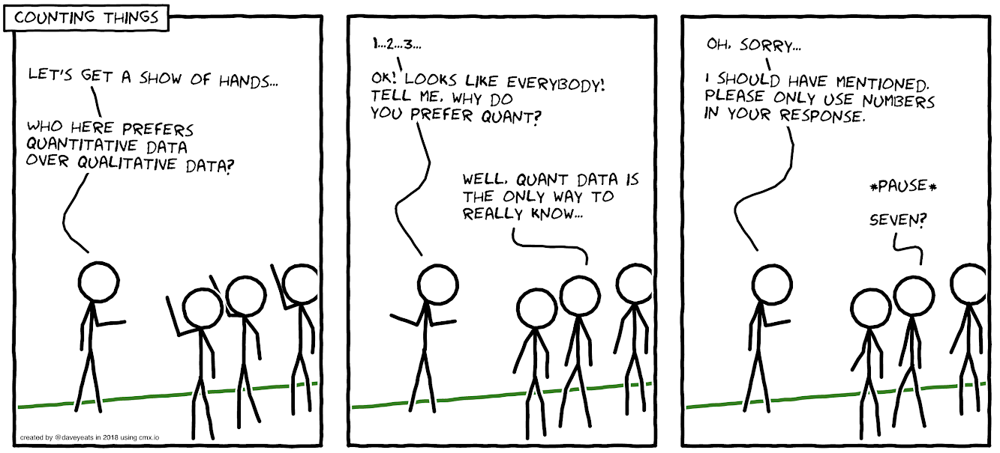 COUNTING THINGS
LET'S GET A SHOW OF HANDS...
WHO HERE PREFERS
QUANTITATIVE DATA
OVER QUALITATIVE DATA?
created by @daveyeats in 2018 using cmx.io
1...2...3...
OK! LOOKS LIKE EVERYBODY!
TELL ME, WHY DO
YOU PREFER QUANT?
WELL, QUANT DATA IS
THE ONLY WAY TO
REALLY KNOW...
OH, SORRY...
I SHOULD HAVE MENTIONED.
PLEASE ONLY USE NUMBERS
IN YOUR RESPONSE.
*PAUSE*
SEVEN?